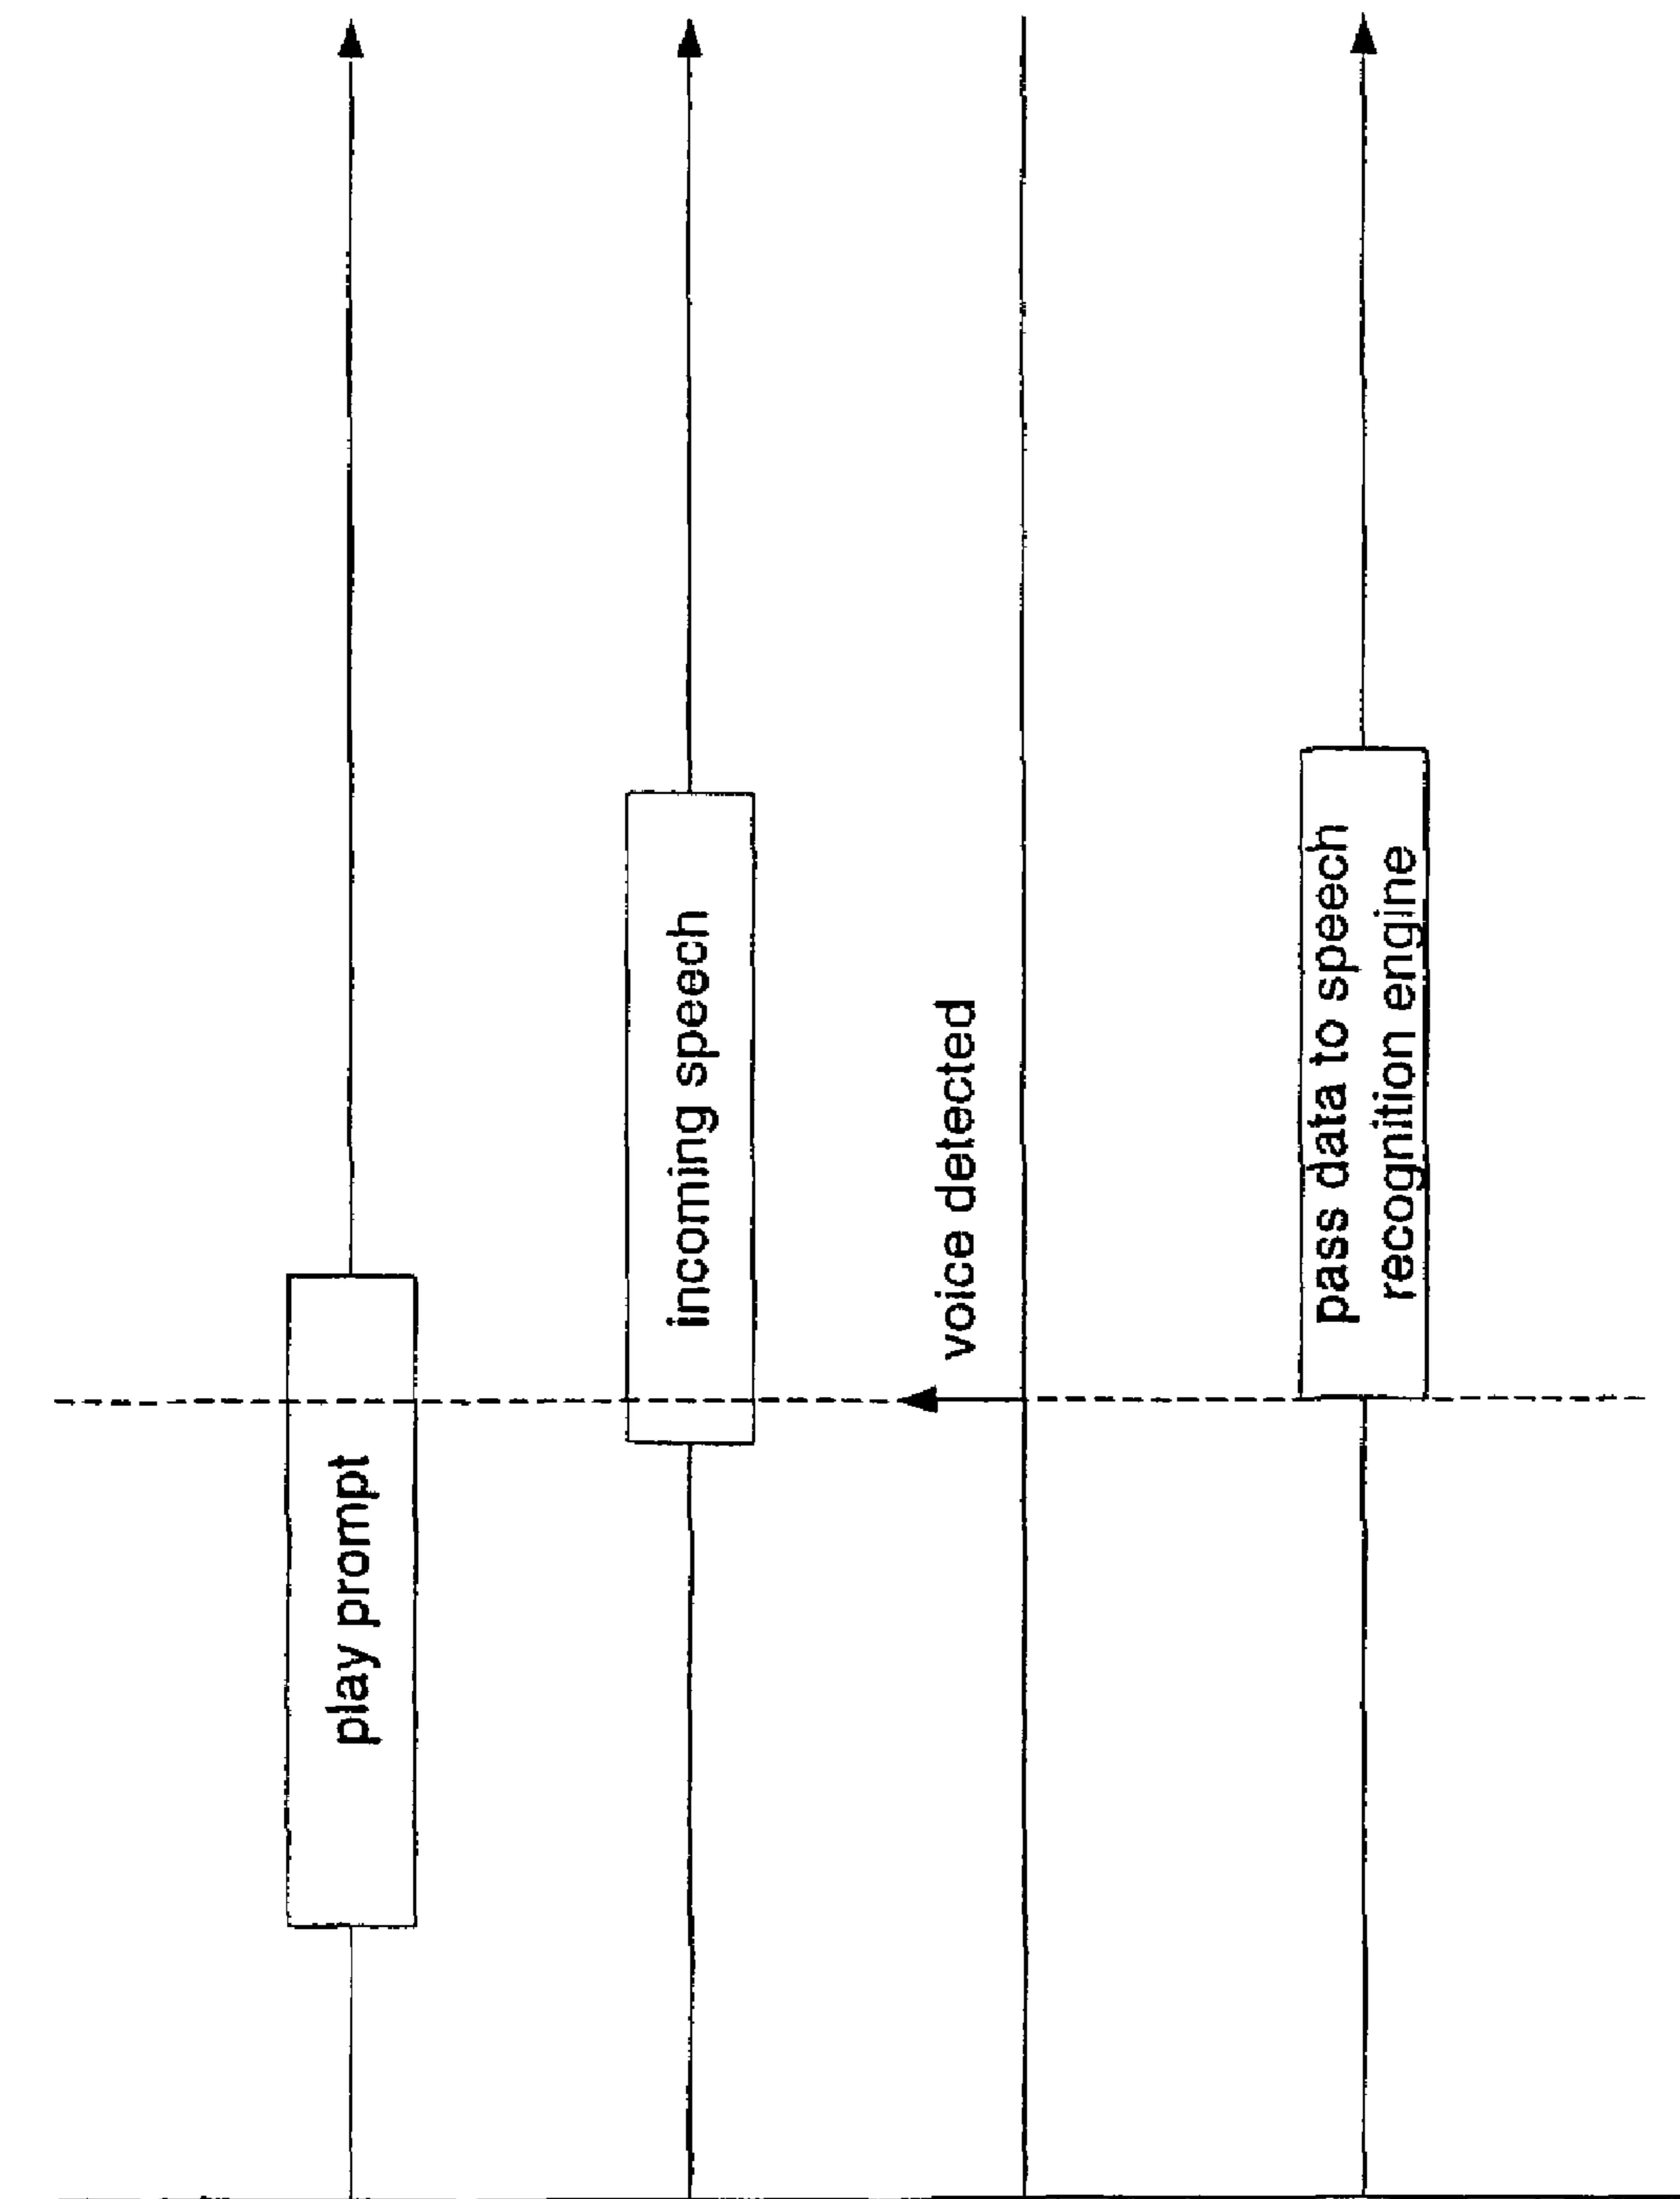 play prompt
incoming speech
voice detected
pass data to speech
recognition engine